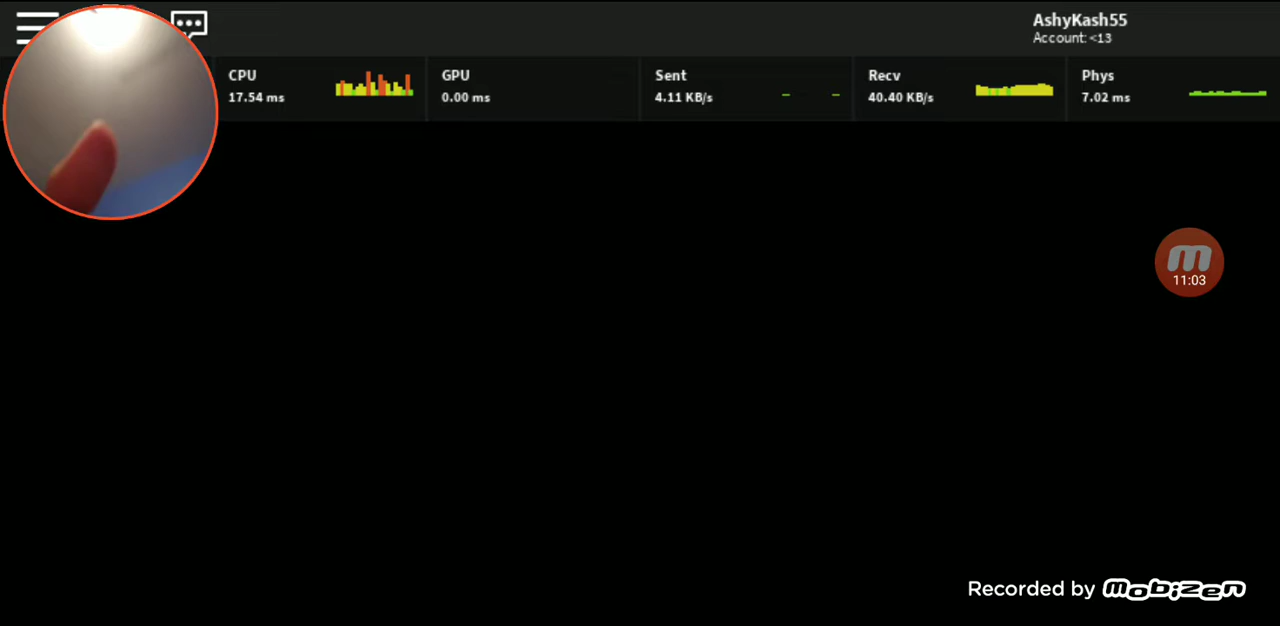 AshyKash55
Account: <13
CPU
17.54 ms
GPU
0.00 ms
Sent
4.11 KB/s
Recv
40.40 KB/s
Phys
7.02 ms
m
11:03
Recorded by mobizen